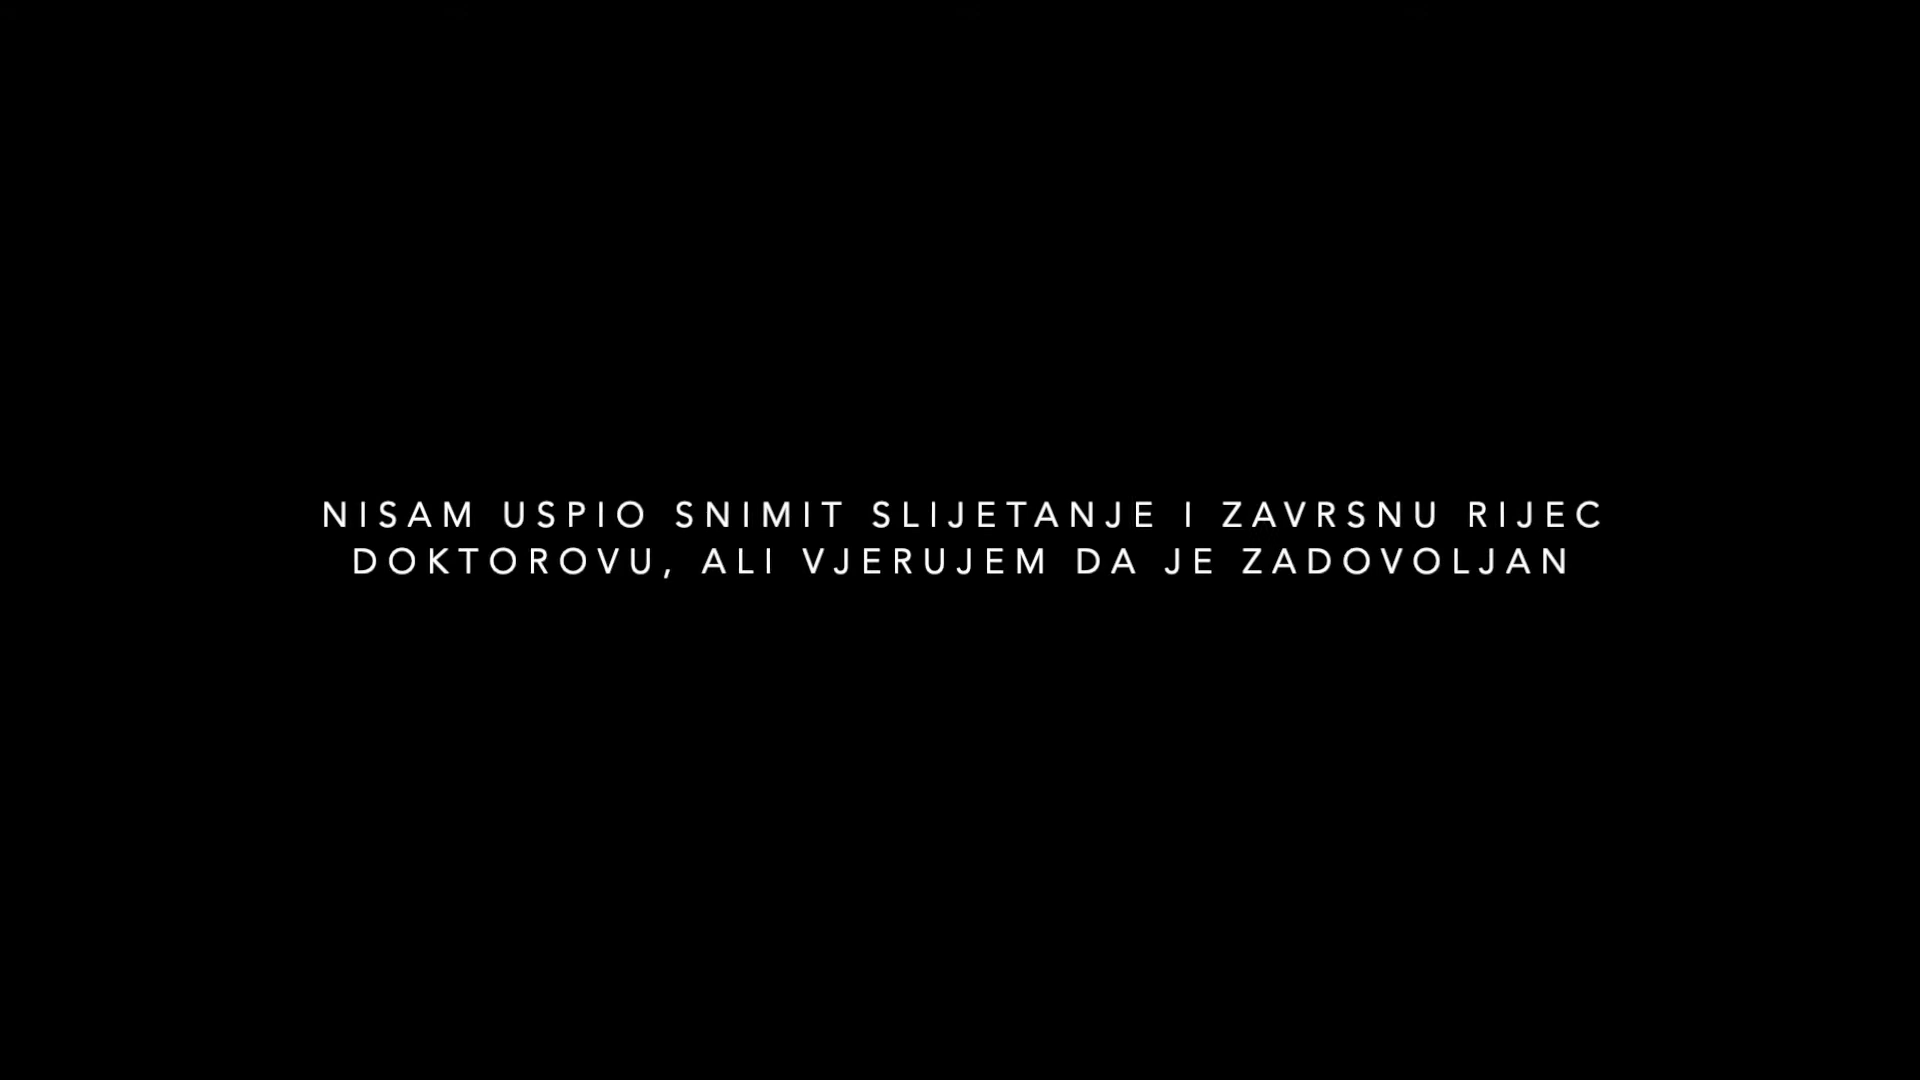 NISAM USPIO SNIMIT SLIJETANJE I ZAVRSNU RIJEC
DOKTOROVU, ALI VJERUJEM DA JE ZADOVOLJAN